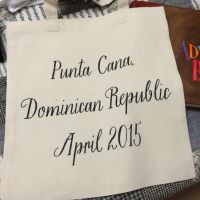 Punta Cana,
Dominican Republic
April 2015